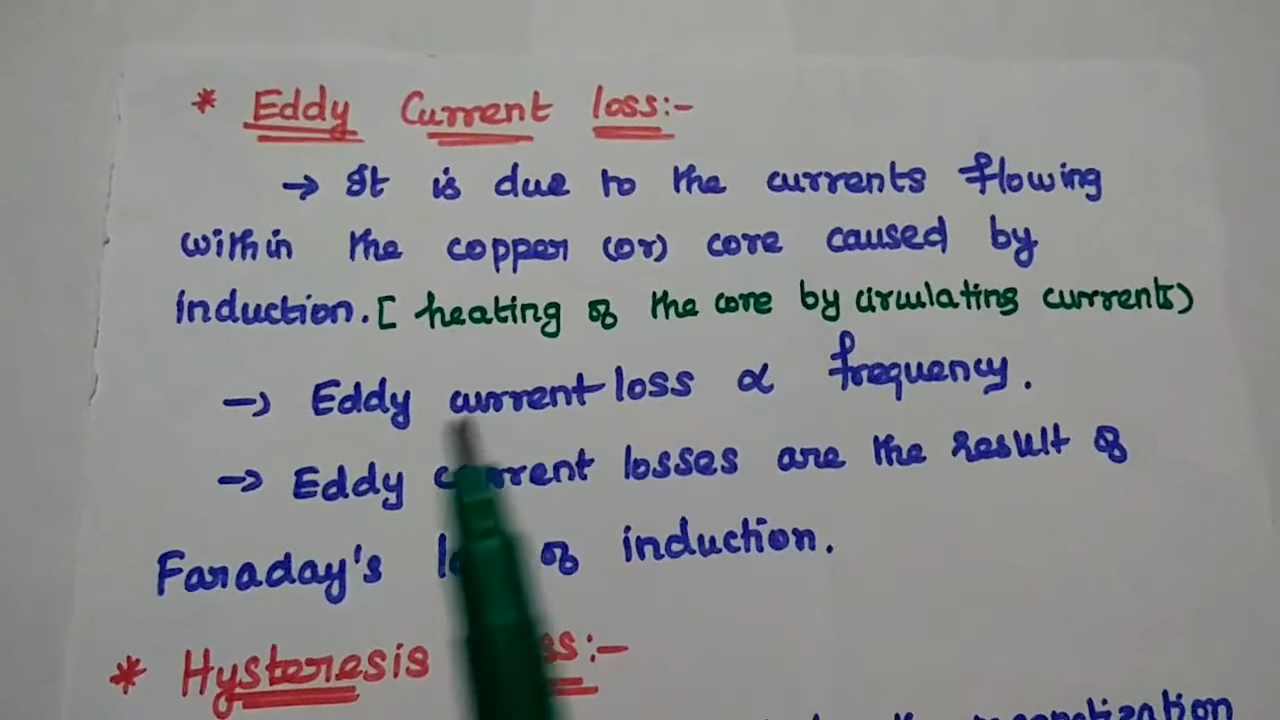 * Eddy Current loss:-
→ It is due to the currents flowing
within the copper (or) core caused by
induction. [ heating of the core by circulating currents)
→ Eddy current loss ∝ frequency.
→ Eddy current losses are the result of
Faraday's of induction.
* Hysteresis :-
magnetization